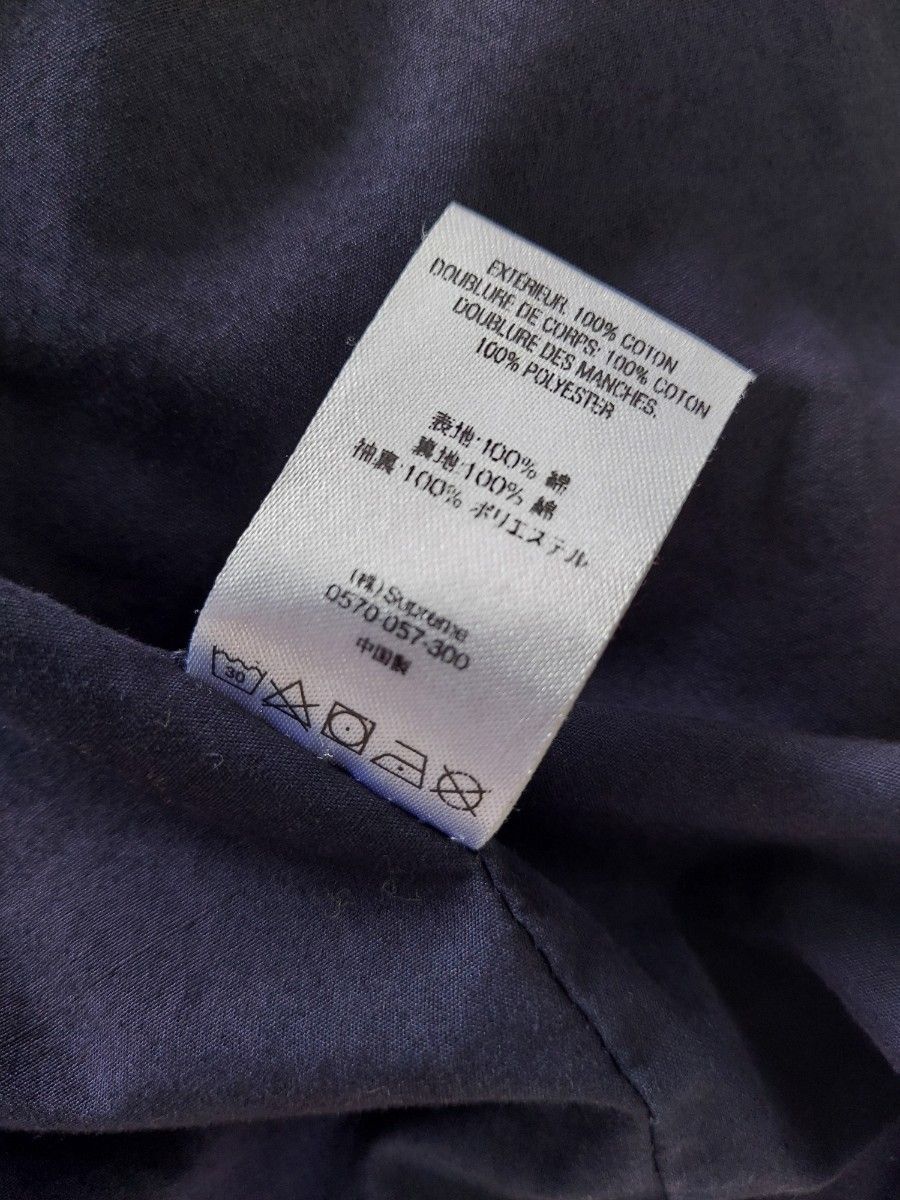 EXTÉRIEUR. 100% COTON
DOUBLURE DE CORPS: 100% COTON
DOUBLURE DES MANCHES.
100% POLYESTER
表地·100% 綿
裏地·100% 綿
袖裏·100% ポリエステル
(株) Supreme
0570-057-300
中国製
30